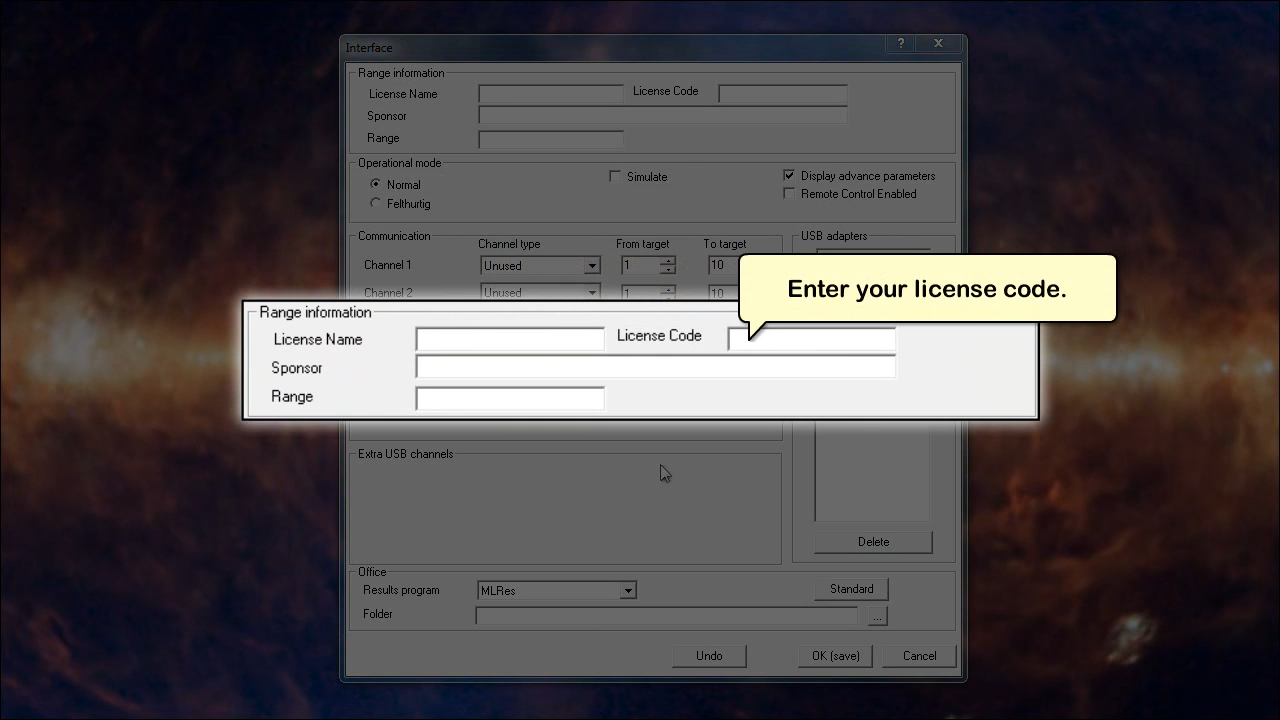 Interface
Range information
License Name
License Code
Sponsor
Range
Operational mode
Normal
Felthurtig
Simulate
Display advance parameters
Remote Control Enabled
Communication
Channel type
From target
To target
USB adapters
Channel 1
Unused
1
10
Channel 2
Unused
1
10
Enter your license code.
Range information
License Name
License Code
Sponsor
Range
Extra USB channels
Delete
Office
Results program
MLRes
Standard
Folder
...
Undo
OK (save)
Cancel